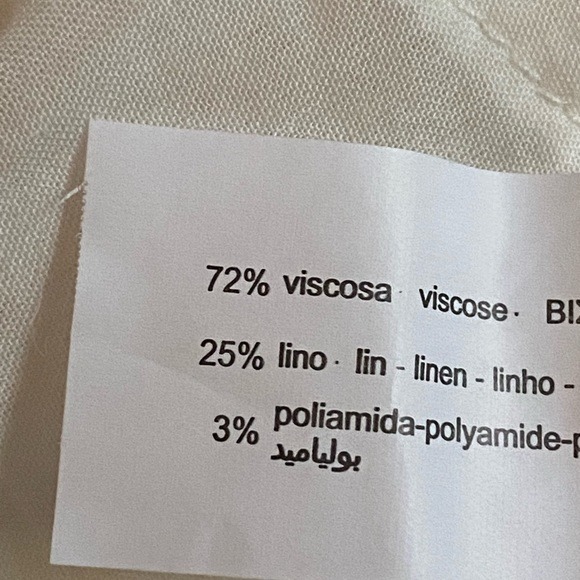 72% viscosa · viscose ·
25% lino · lin - linen - linho -
3% poliamida-polyamide-
بولياميد